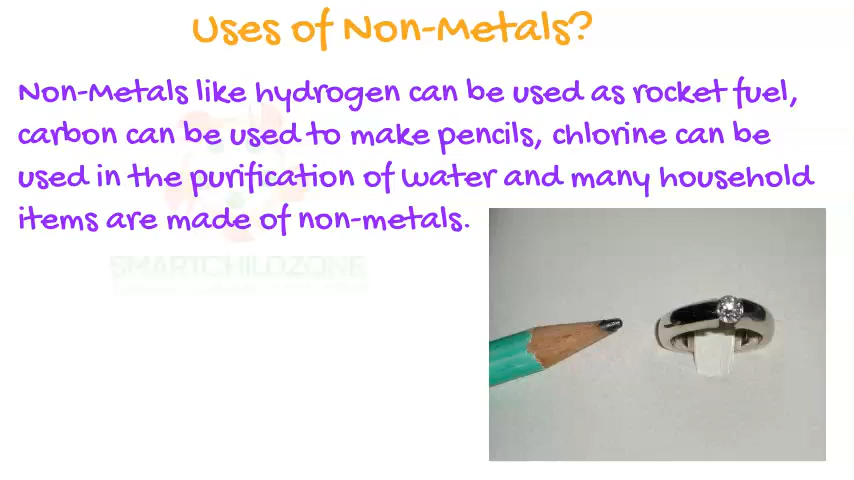 Uses of Non-Metals?
Non-Metals like hydrogen can be used as rocket fuel,
carbon can be used to make pencils, chlorine can be
used in the purification of water and many household
items are made of non-metals.
SMARTCHILDZONE